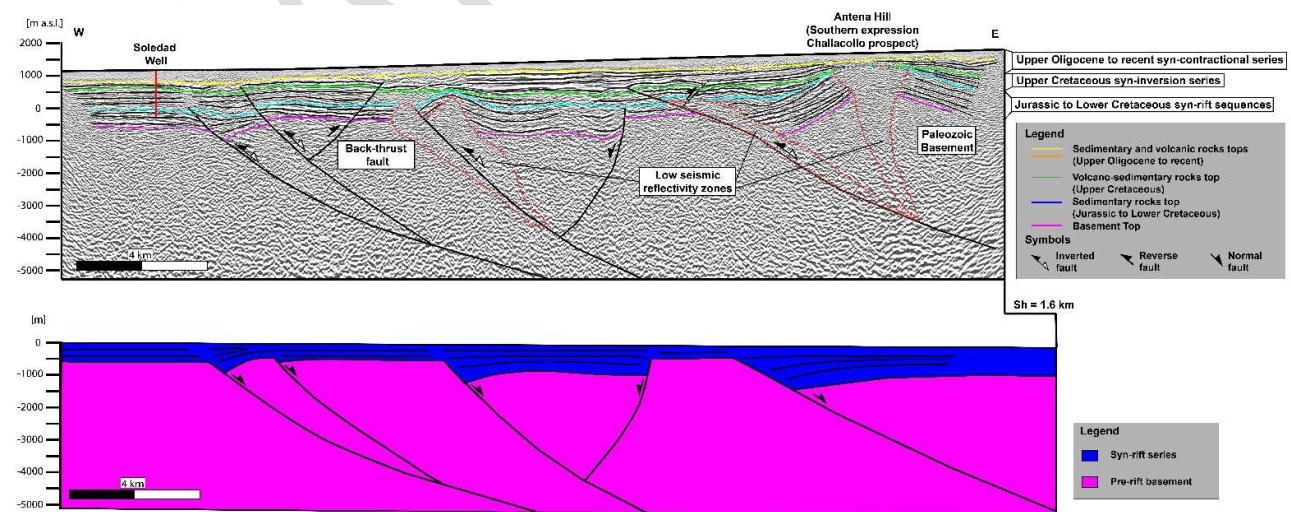 [m a.s.l.]
W
Soledad
Well
Antena Hill
(Southern expression
Challacollo prospect)
E
2000
1000
0
-1000
-2000
-3000
-4000
-5000
Upper Oligocene to recent syn-contractional series
Upper Cretaceous syn-inversion series
Jurassic to Lower Cretaceous syn-rift sequences
Back-thrust
fault
Low seismic
reflectivity zones
Paleozoic
Basement
4 km
Legend
Sedimentary and volcanic rocks tops
(Upper Oligocene to recent)
Volcano-sedimentary rocks top
(Upper Cretaceous)
Sedimentary rocks top
(Jurassic to Lower Cretaceous)
Basement Top
Symbols
Inverted
fault
Reverse
fault
Normal
fault
Sh = 1.6 km
[m]
0
-1000
-2000
-3000
-4000
-5000
4 km
Legend
Syn-rift series
Pre-rift basement